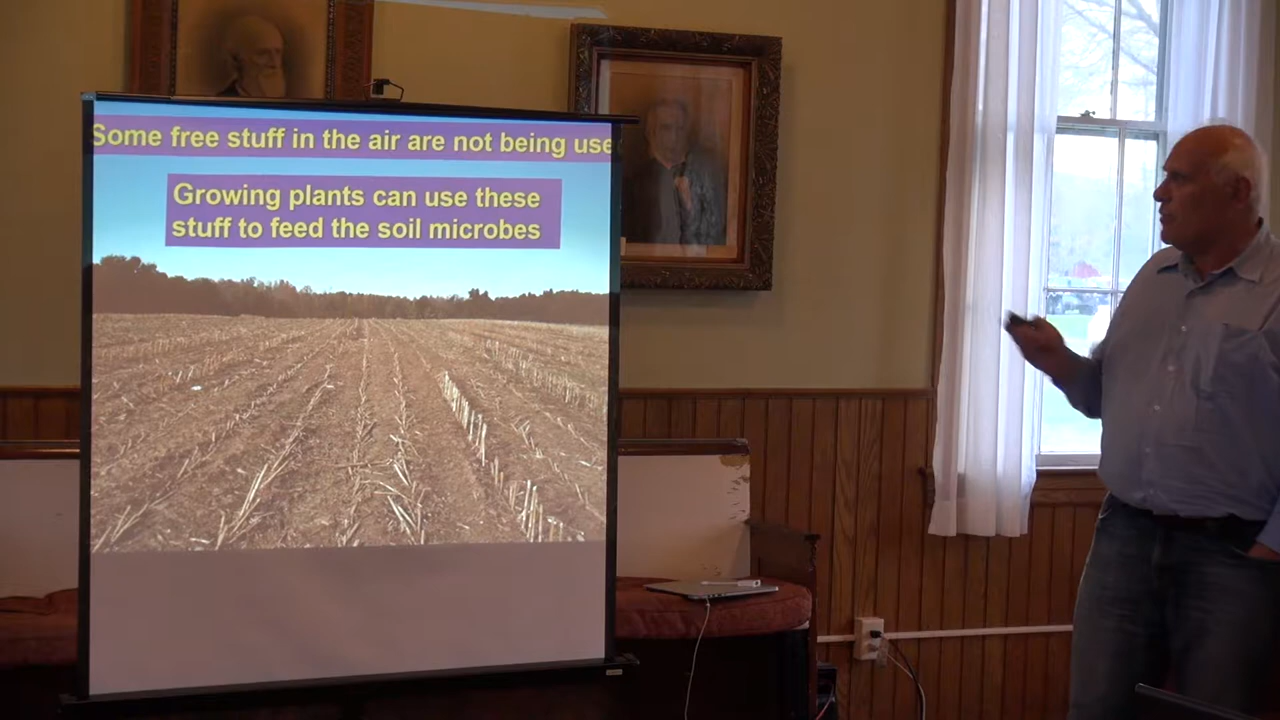 Some free stuff in the air are not being use
Growing plants can use these
stuff to feed the soil microbes